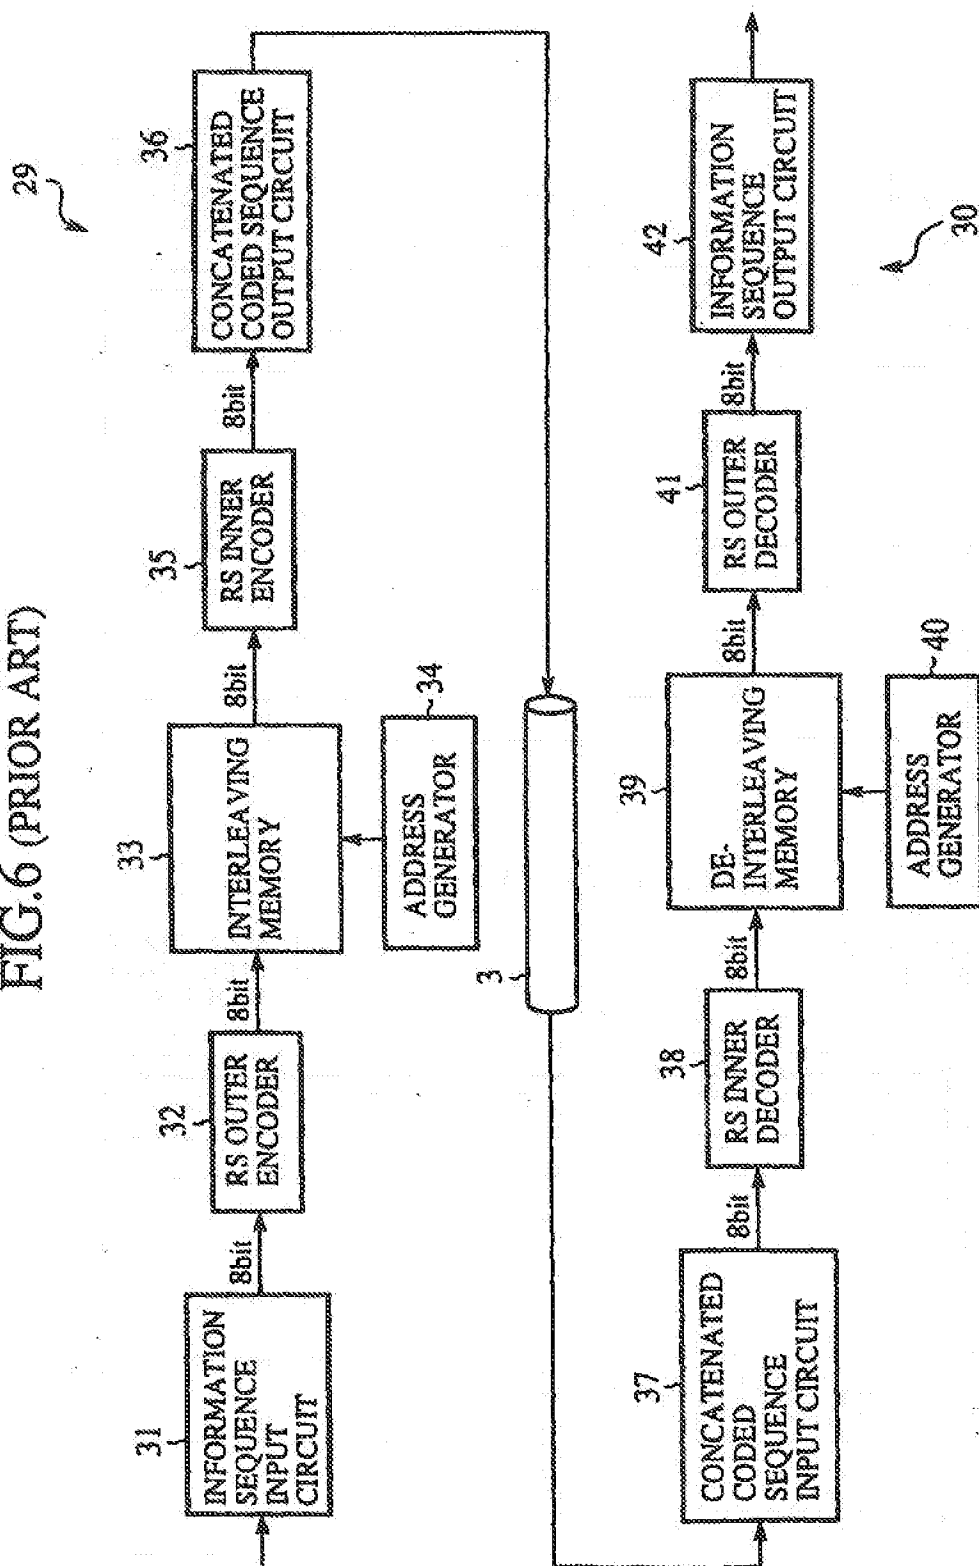 FIG.6 (PRIOR ART)
29
31
INFORMATION
SEQUENCE
INPUT
CIRCUIT
8bit
32
RS OUTER
ENCODER
8bit
33
INTERLEAVING
MEMORY
34
ADDRESS
GENERATOR
8bit
35
RS INNER
ENCODER
8bit
36
CONCATENATED
CODED SEQUENCE
OUTPUT CIRCUIT
3
37
CONCATENATED
CODED
SEQUENCE
INPUT CIRCUIT
8bit
38
RS INNER
DECODER
8bit
39
DE-
INTERLEAVING
MEMORY
40
ADDRESS
GENERATOR
8bit
41
RS OUTER
DECODER
8bit
42
INFORMATION
SEQUENCE
OUTPUT CIRCUIT
30